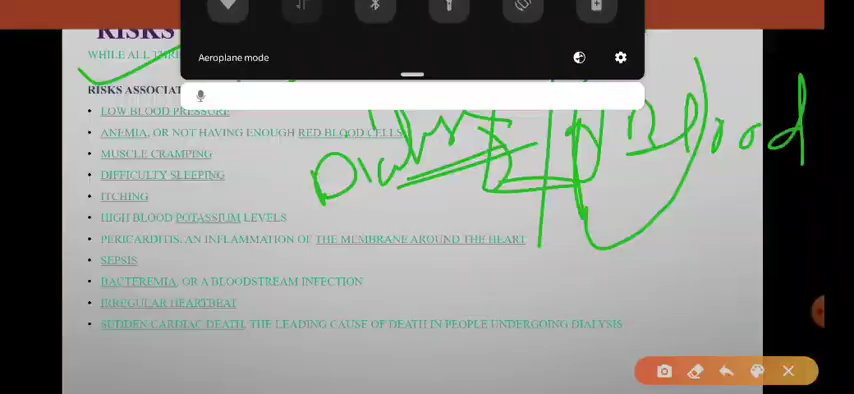 RISKS
WHILE ALL THRE
Aeroplane mode
RISKS ASSOCIAT
• LOW BLOOD PRESSURE
• ANEMIA, OR NOT HAVING ENOUGH RED BLOOD CELLS
• MUSCLE CRAMPING
• DIFFICULTY SLEEPING
• ITCHING
• HIGH BLOOD POTASSIUM LEVELS
• PERICARDITIS, AN INFLAMMATION OF THE MEMBRANE AROUND THE HEART
• SEPSIS
• BACTEREMIA, OR A BLOODSTREAM INFECTION
• IRREGULAR HEARTBEAT
• SUDDEN CARDIAC DEATH, THE LEADING CAUSE OF DEATH IN PEOPLE UNDERGOING DIALYSIS
Blood